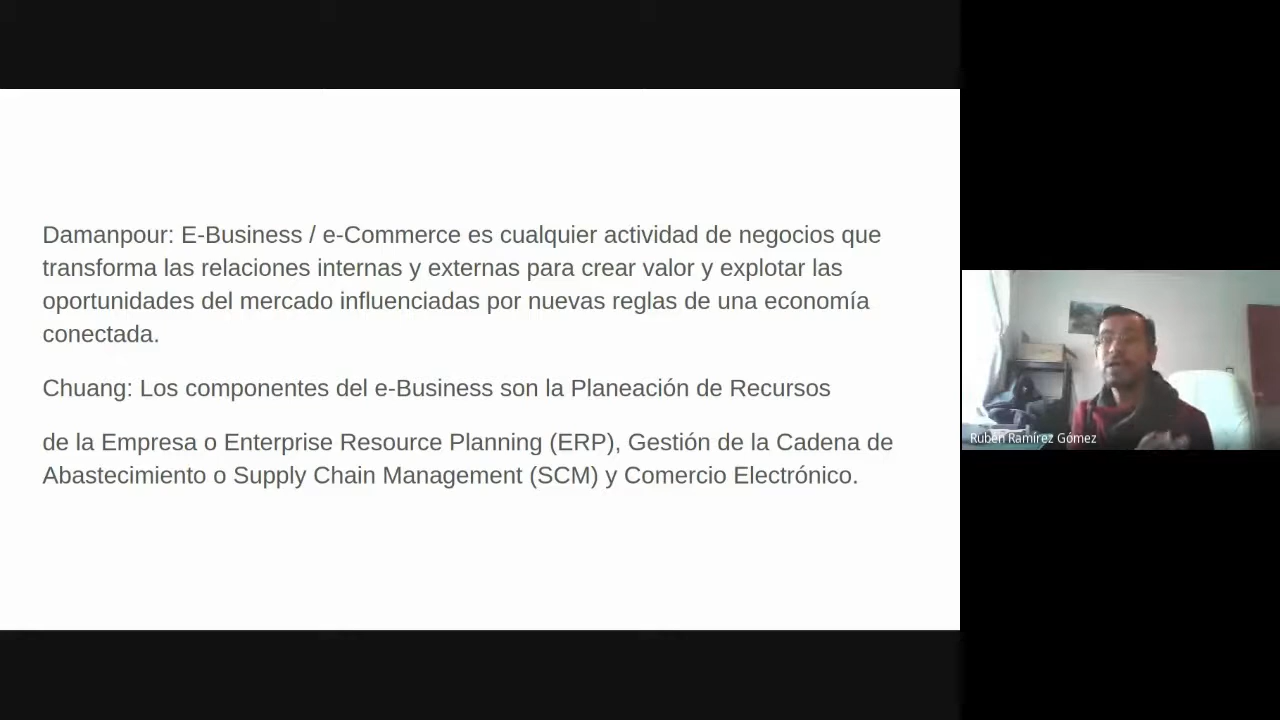 Damanpour: E-Business / e-Commerce es cualquier actividad de negocios que
transforma las relaciones internas y externas para crear valor y explotar las
oportunidades del mercado influenciadas por nuevas reglas de una economía
conectada.
Chuang: Los componentes del e-Business son la Planeación de Recursos
de la Empresa o Enterprise Resource Planning (ERP), Gestión de la Cadena de
Abastecimiento o Supply Chain Management (SCM) y Comercio Electrónico.
Rubén Ramírez Gómez